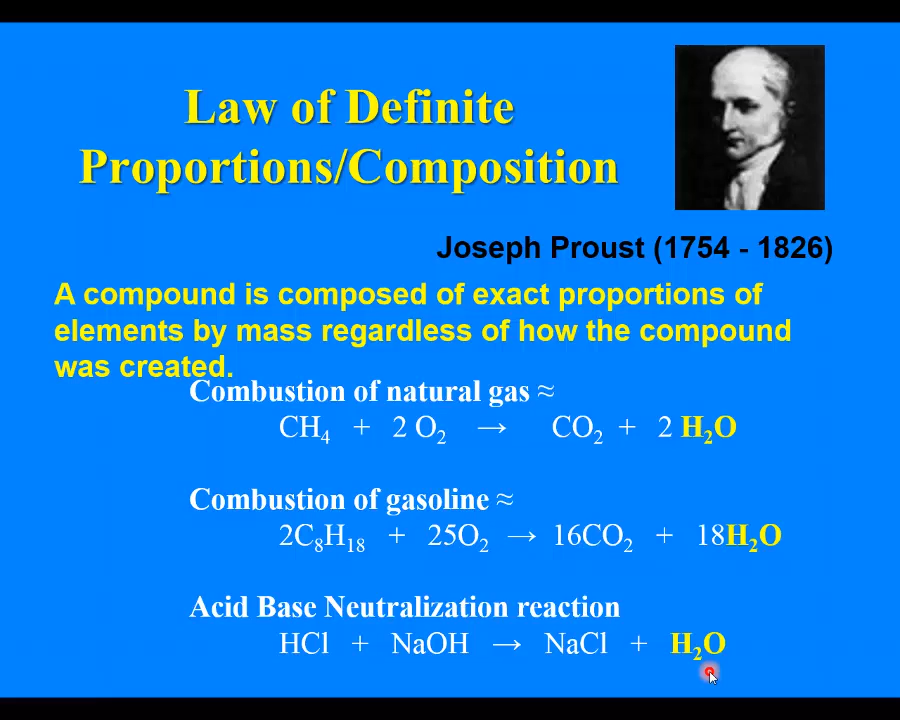 Law of Definite
Proportions/Composition
Joseph Proust (1754 - 1826)
A compound is composed of exact proportions of
elements by mass regardless of how the compound
was created.
Combustion of natural gas ≈
CH₄ + 2 O₂ → CO₂ + 2 H₂O
Combustion of gasoline ≈
2C₈H₁₈ + 25O₂ → 16CO₂ + 18H₂O
Acid Base Neutralization reaction
HCl + NaOH → NaCl + H₂O